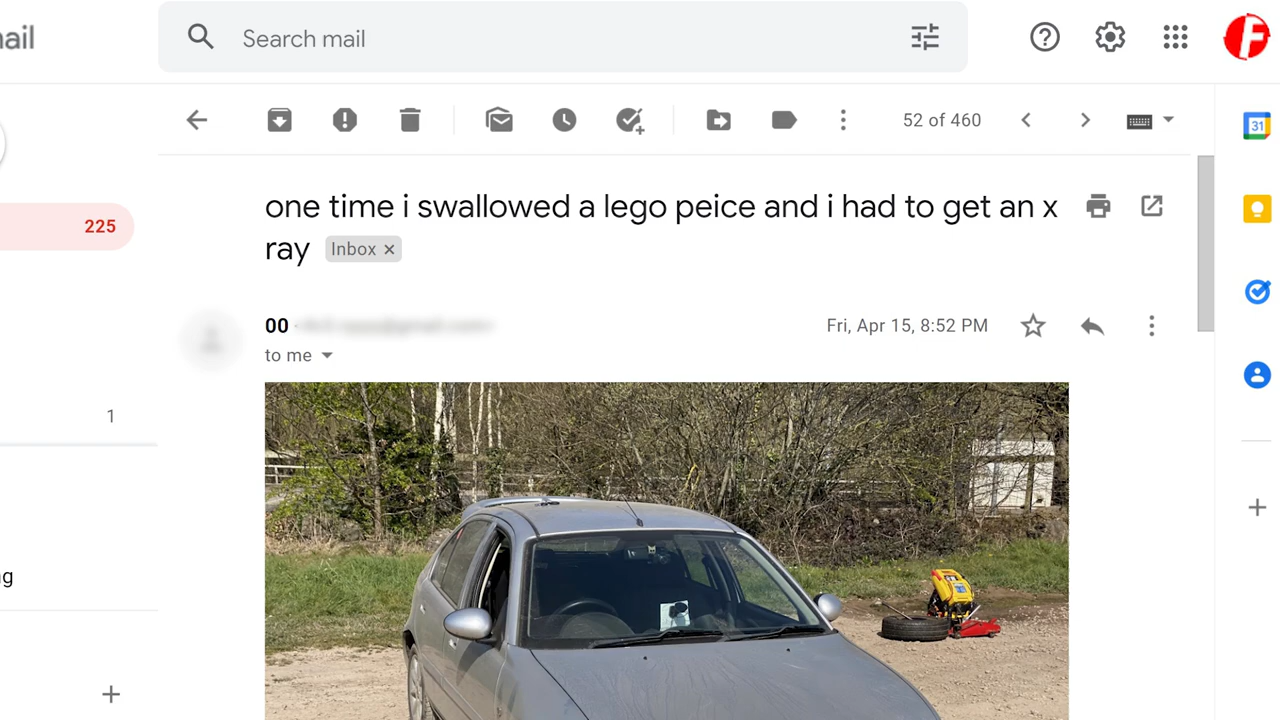 ail
Search mail
52 of 460
31
225
one time i swallowed a lego peice and i had to get an x
ray
Inbox ×
00
Fri, Apr 15, 8:52 PM
to me
1
g